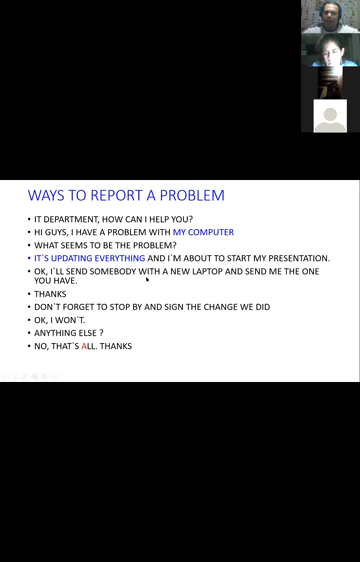 WAYS TO REPORT A PROBLEM
• IT DEPARTMENT, HOW CAN I HELP YOU?
• HI GUYS, I HAVE A PROBLEM WITH MY COMPUTER
• WHAT SEEMS TO BE THE PROBLEM?
• IT`S UPDATING EVERYTHING AND I`M ABOUT TO START MY PRESENTATION.
• OK, I`LL SEND SOMEBODY WITH A NEW LAPTOP AND SEND ME THE ONE
YOU HAVE.
• THANKS
• DON`T FORGET TO STOP BY AND SIGN THE CHANGE WE DID
• OK, I WON`T.
• ANYTHING ELSE ?
• NO, THAT`S ALL. THANKS